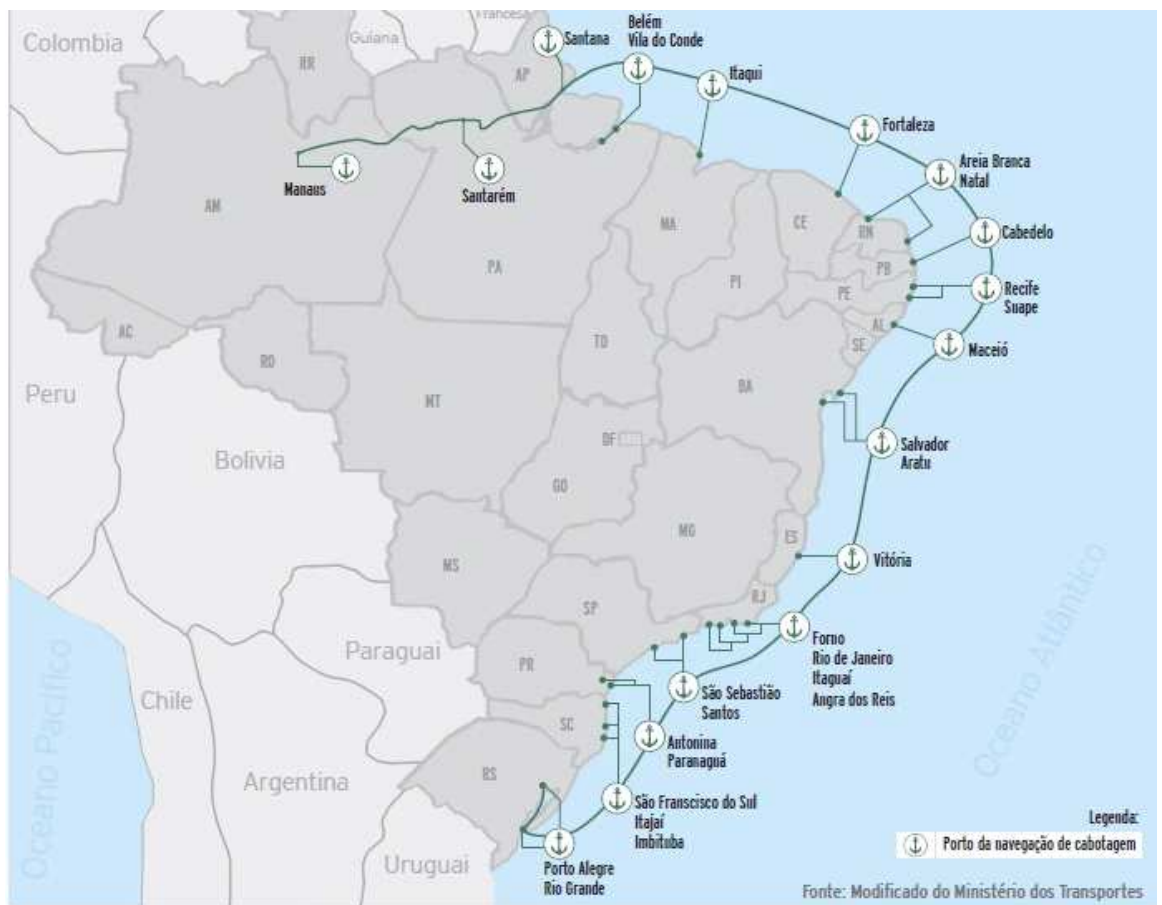 Colombia
Guiana
Francesa
Santana
Belém
Vila do Conde
Itaqui
Fortaleza
Areia Branca
Natal
Cabedelo
Recife
Suape
Maceió
Salvador
Aratu
Vitória
Forno
Rio de Janeiro
Itaguaí
Angra dos Reis
São Sebastião
Santos
Antonina
Paranaguá
São Franscisco do Sul
Itajaí
Imbituba
Porto Alegre
Rio Grande
Manaus
Santarém
RR
AP
AM
PA
MA
CE
RN
PB
PE
PI
AL
SE
AC
RO
TO
BA
MT
DF
GO
MG
ES
MS
SP
RJ
PR
SC
RS
Peru
Bolivia
Paraguai
Chile
Argentina
Uruguai
Oceano Pacífico
Oceano Atlântico
Legenda:
Porto da navegação de cabotagem
Fonte: Modificado do Ministério dos Transportes